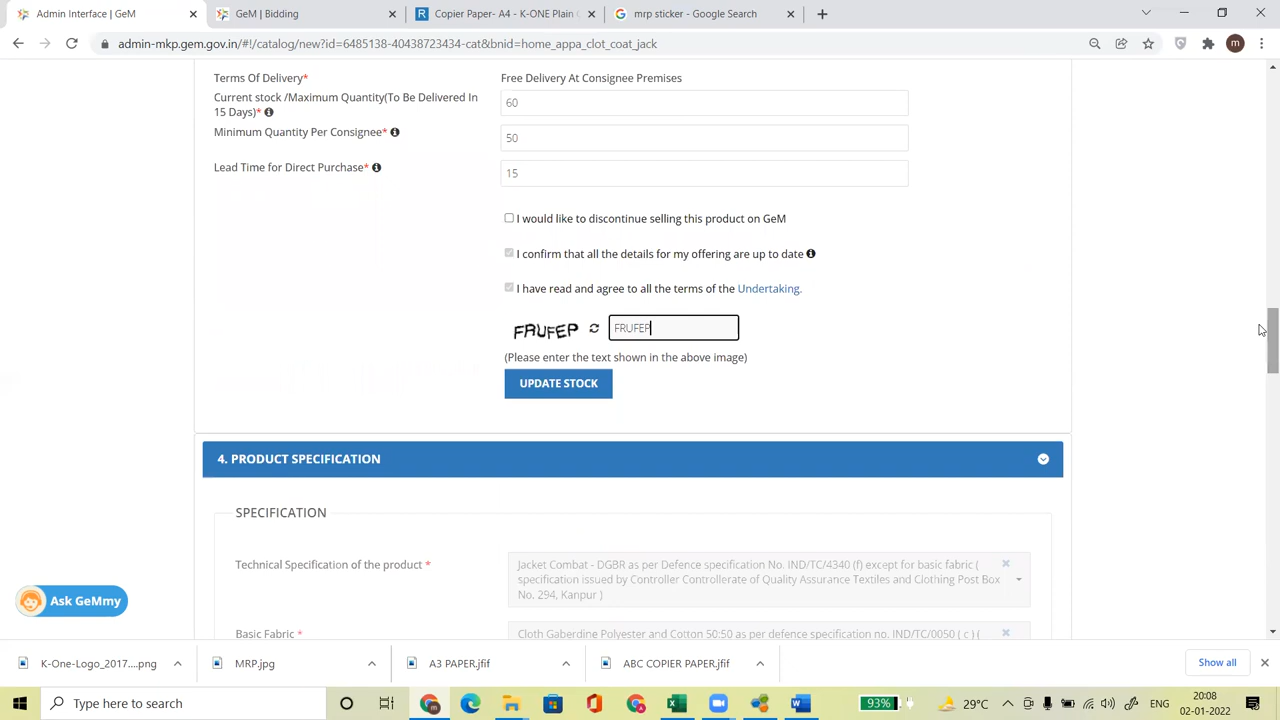 Admin Interface | GeM
GeM | Bidding
Copier Paper- A4 - K-ONE Plain C
mrp sticker - Google Search
admin-mkp.gem.gov.in/#!/catalog/new?id=6485138-40438723434-cat&bnid=home_appa_clot_coat_jack
m
Terms Of Delivery*
Free Delivery At Consignee Premises
Current stock /Maximum Quantity(To Be Delivered In
15 Days)*
60
Minimum Quantity Per Consignee*
50
Lead Time for Direct Purchase*
15
I would like to discontinue selling this product on GeM
I confirm that all the details for my offering are up to date
I have read and agree to all the terms of the Undertaking.
FRUFEP
FRUFEP
(Please enter the text shown in the above image)
UPDATE STOCK
4. PRODUCT SPECIFICATION
SPECIFICATION
Technical Specification of the product *
Jacket Combat - DGBR as per Defence specification No. IND/TC/4340 (f) except for basic fabric (
specification issued by Controller Controllerate of Quality Assurance Textiles and Clothing Post Box
No. 294, Kanpur )
Basic Fabric *
Cloth Gaberdine Polyester and Cotton 50:50 as per defence specification no. IND/TC/0050 ( c ) (
Ask GeMmy
K-One-Logo_2017....png
MRP.jpg
A3 PAPER.jfif
ABC COPIER PAPER.jfif
Show all
Type here to search
93%
29°C
ENG
20:08
02-01-2022